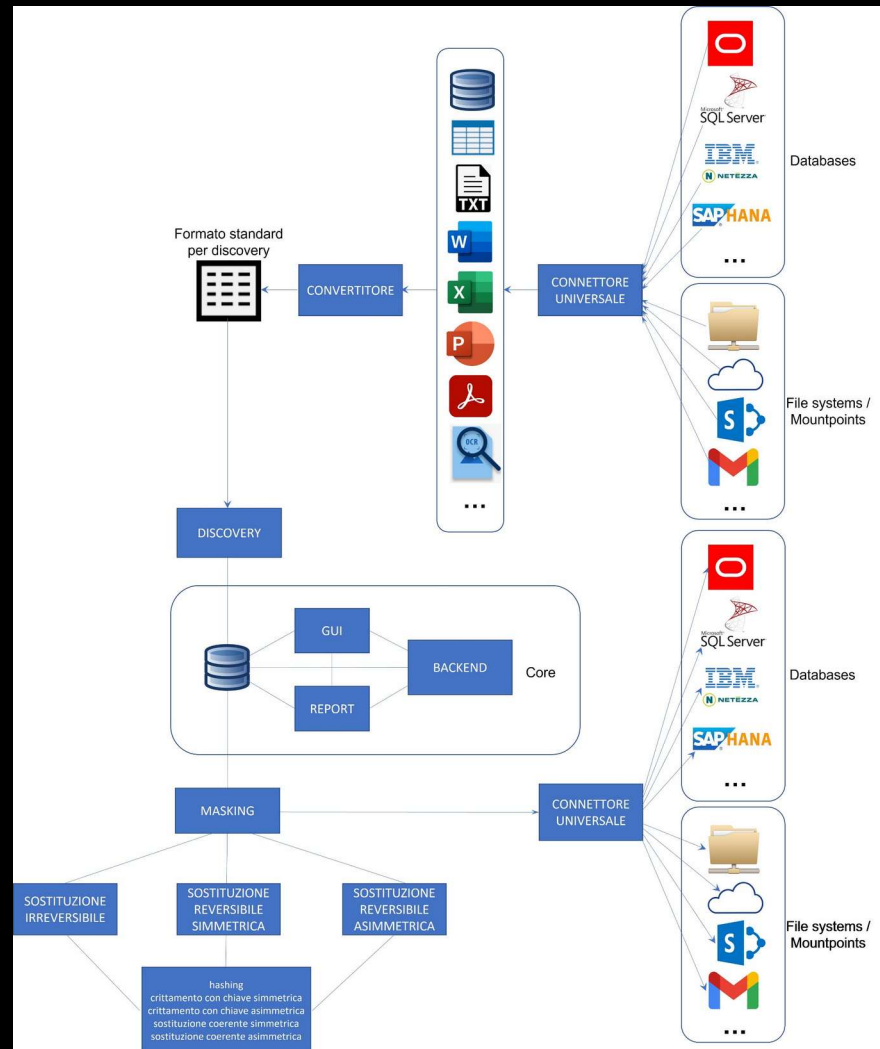 Microsoft
SQL Server
IBM
N NETEZZA
SAP HANA
...
Databases
TXT
W
X
P
OCR
...
Formato standard
per discovery
CONVERTITORE
CONNETTORE
UNIVERSALE
S
...
File systems /
Mountpoints
DISCOVERY
GUI
BACKEND
REPORT
Core
Microsoft
SQL Server
IBM
N NETEZZA
SAP HANA
...
Databases
MASKING
CONNETTORE
UNIVERSALE
SOSTITUZIONE
IRREVERSIBILE
SOSTITUZIONE
REVERSIBILE
SIMMETRICA
SOSTITUZIONE
REVERSIBILE
ASIMMETRICA
S
...
File systems /
Mountpoints
hashing
crittamento con chiave simmetrica
crittamento con chiave asimmetrica
sostituzione coerente simmetrica
sostituzione coerente asimmetrica